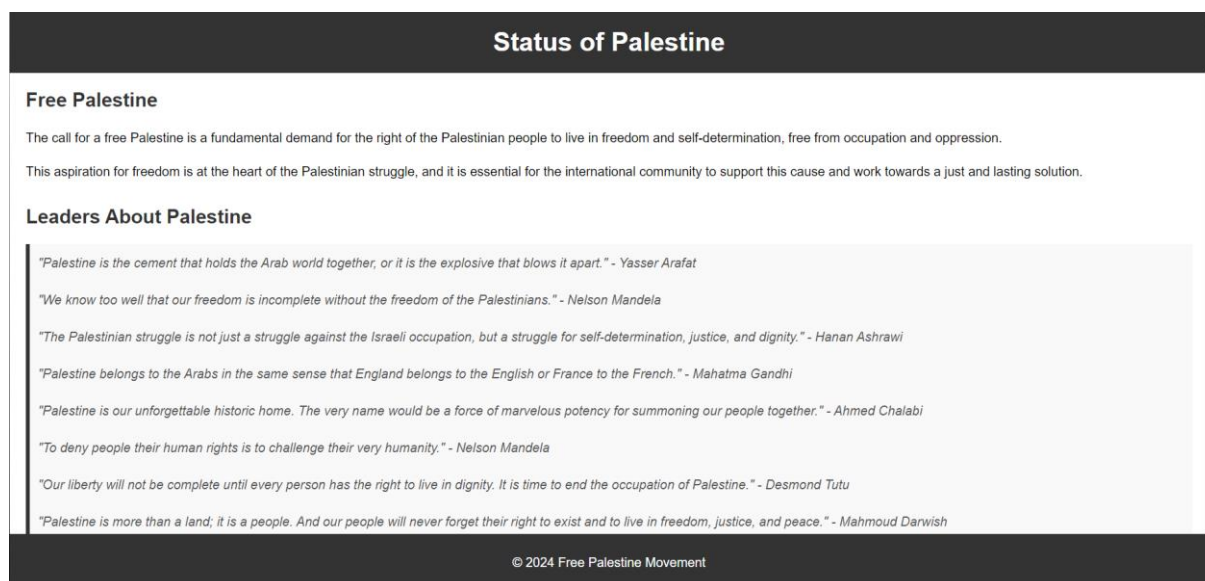 Status of Palestine
Free Palestine
The call for a free Palestine is a fundamental demand for the right of the Palestinian people to live in freedom and self-determination, free from occupation and oppression.
This aspiration for freedom is at the heart of the Palestinian struggle, and it is essential for the international community to support this cause and work towards a just and lasting solution.
Leaders About Palestine
"Palestine is the cement that holds the Arab world together, or it is the explosive that blows it apart." - Yasser Arafat
"We know too well that our freedom is incomplete without the freedom of the Palestinians." - Nelson Mandela
"The Palestinian struggle is not just a struggle against the Israeli occupation, but a struggle for self-determination, justice, and dignity." - Hanan Ashrawi
"Palestine belongs to the Arabs in the same sense that England belongs to the English or France to the French." - Mahatma Gandhi
"Palestine is our unforgettable historic home. The very name would be a force of marvelous potency for summoning our people together." - Ahmed Chalabi
"To deny people their human rights is to challenge their very humanity." - Nelson Mandela
"Our liberty will not be complete until every person has the right to live in dignity. It is time to end the occupation of Palestine." - Desmond Tutu
"Palestine is more than a land; it is a people. And our people will never forget their right to exist and to live in freedom, justice, and peace." - Mahmoud Darwish
© 2024 Free Palestine Movement